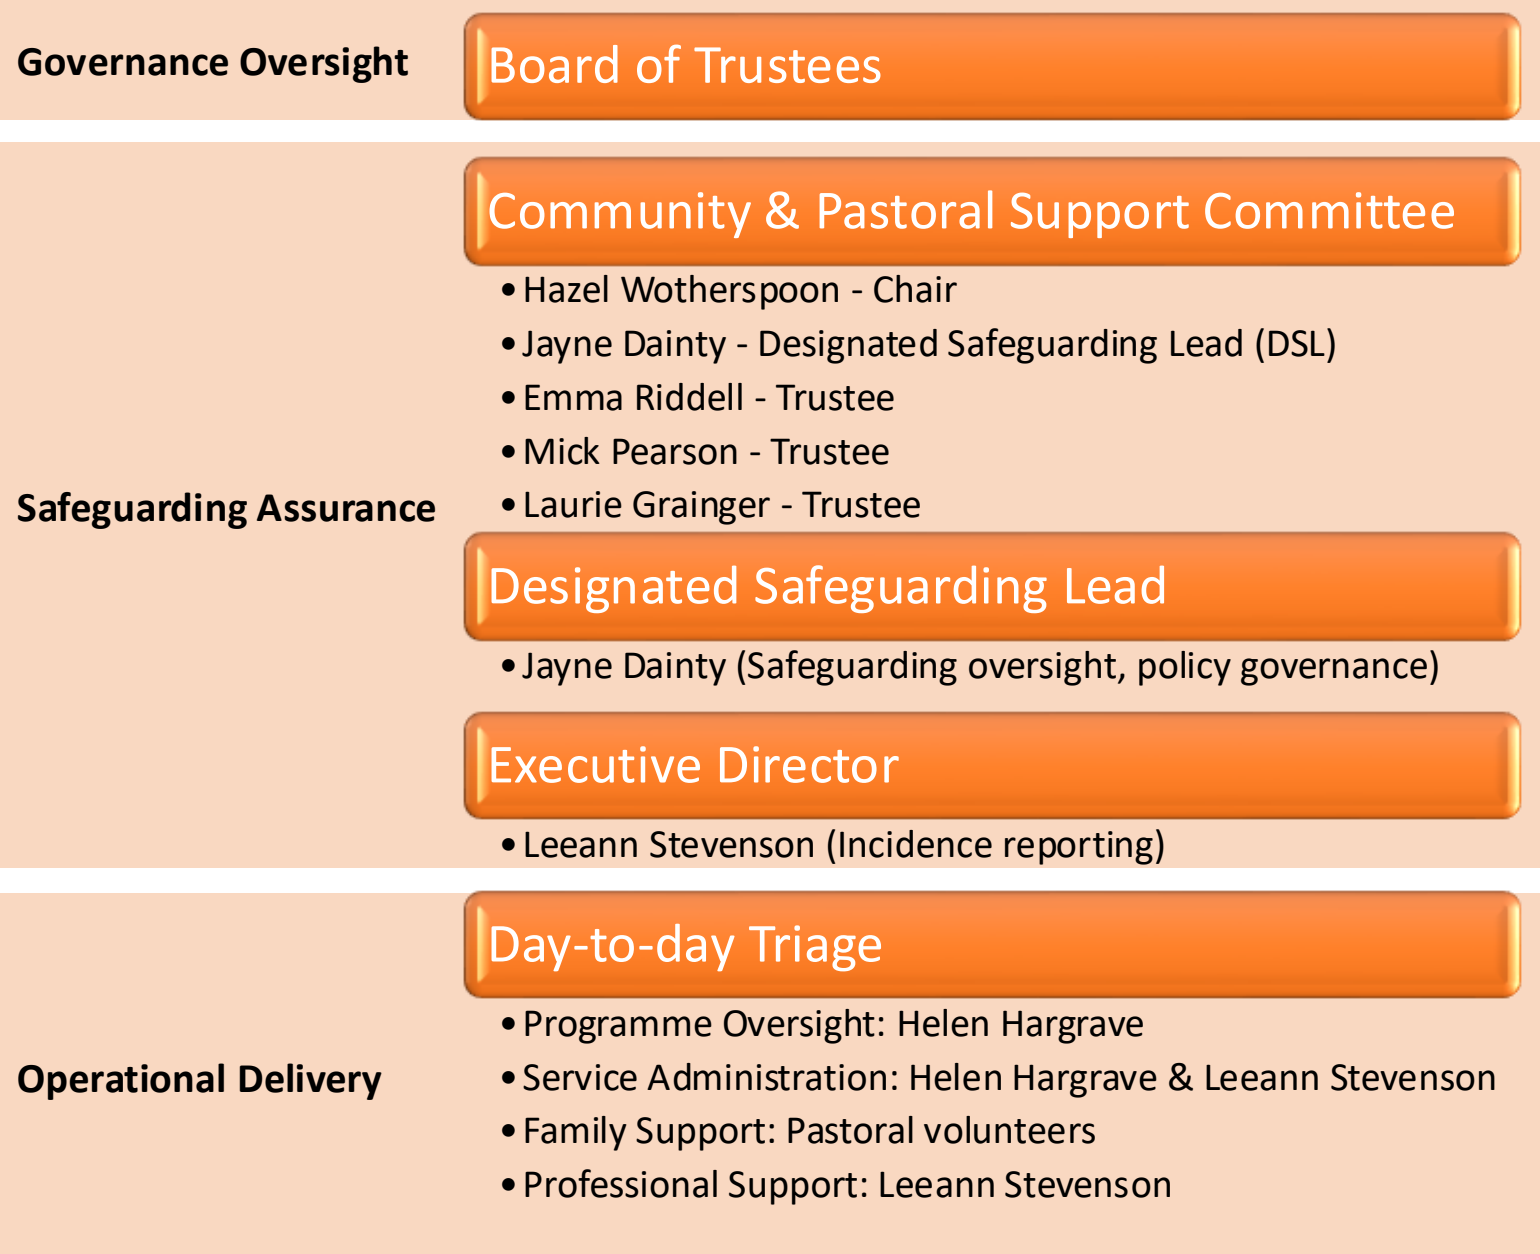 Governance Oversight
Board of Trustees
Safeguarding Assurance
Community & Pastoral Support Committee
•Hazel Wotherspoon - Chair
•Jayne Dainty - Designated Safeguarding Lead (DSL)
•Emma Riddell - Trustee
•Mick Pearson - Trustee
•Laurie Grainger - Trustee
Designated Safeguarding Lead
•Jayne Dainty (Safeguarding oversight, policy governance)
Executive Director
•Leeann Stevenson (Incidence reporting)
Operational Delivery
Day-to-day Triage
•Programme Oversight: Helen Hargrave
•Service Administration: Helen Hargrave & Leeann Stevenson
•Family Support: Pastoral volunteers
•Professional Support: Leeann Stevenson